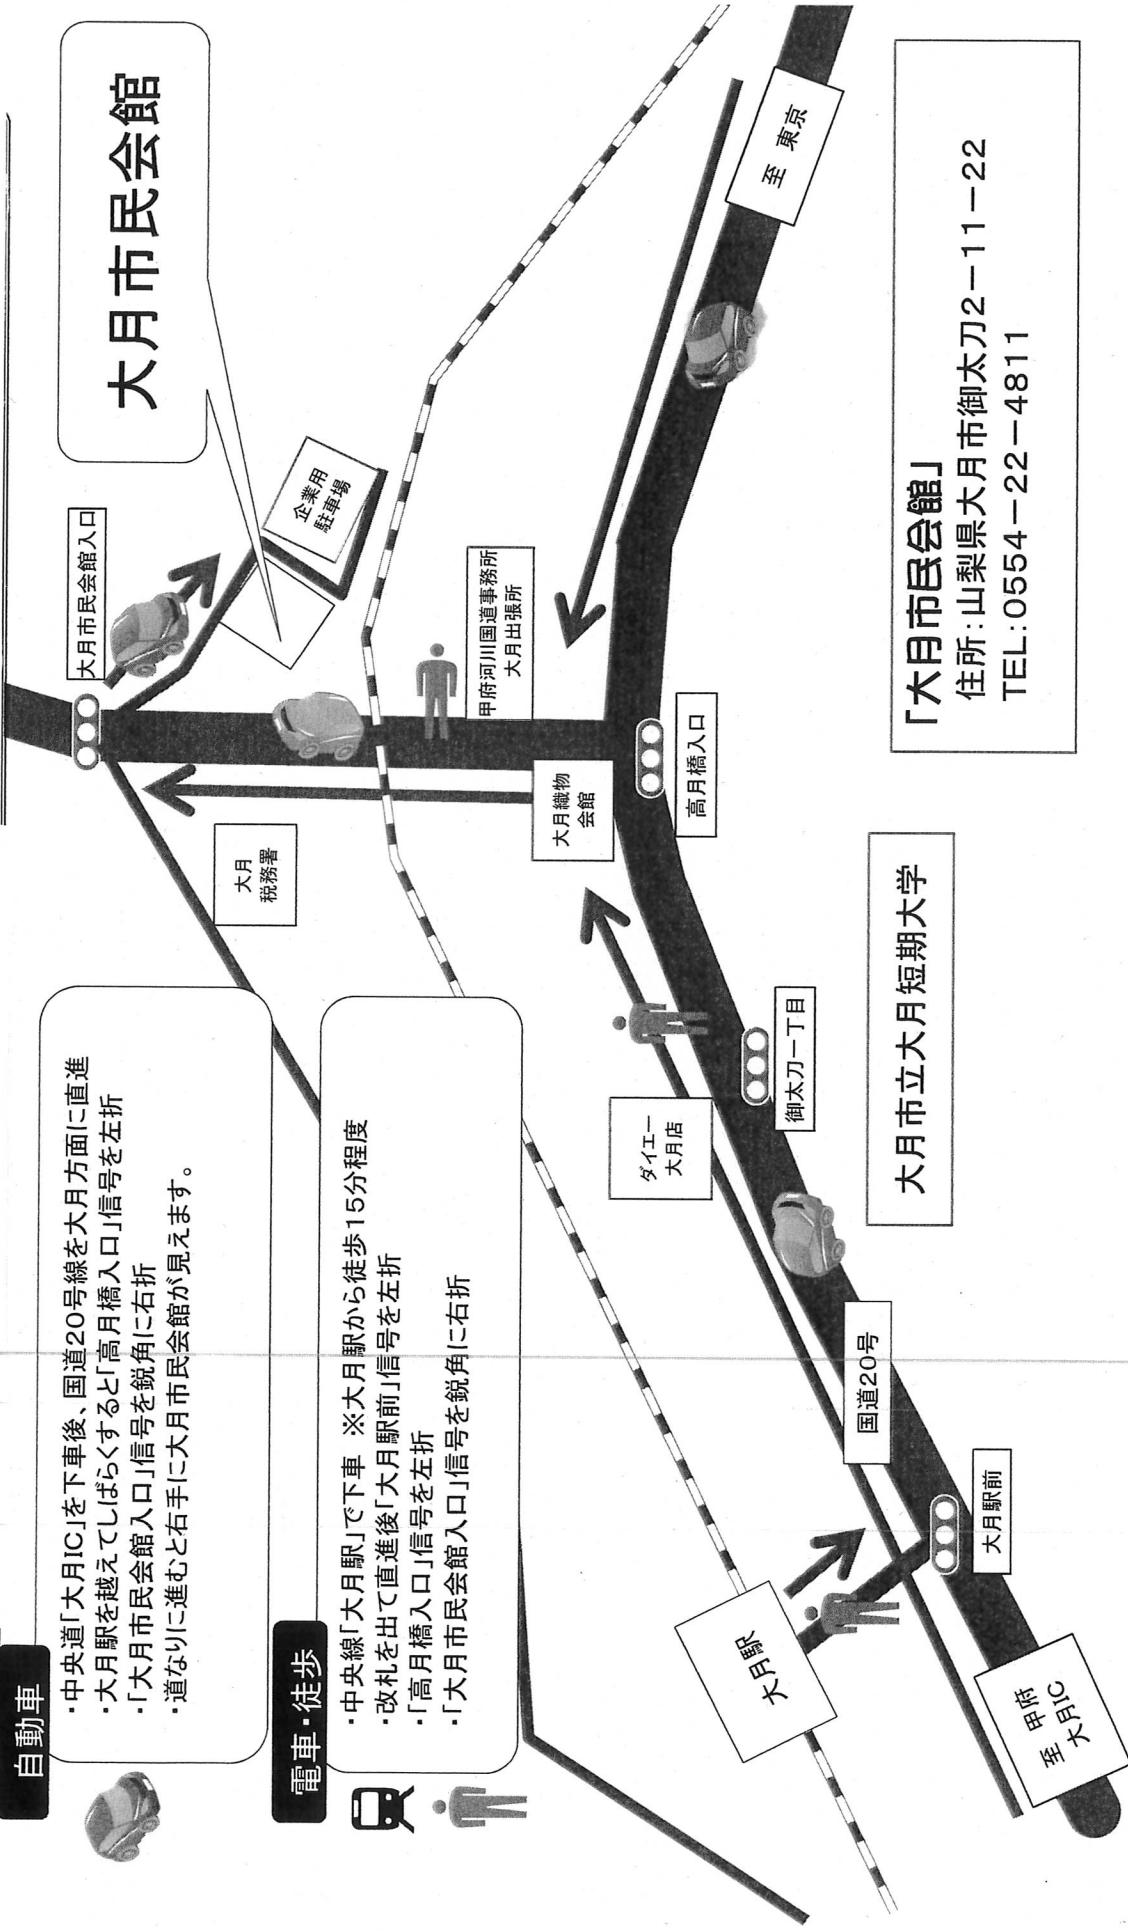 自動車
・中央道「大月IC」を下車後、国道20号線を大月方面に直進
・大月駅を越えてしばらくすると「高月橋入口」信号を左折
・「大月市民会館入口」信号を鋭角に右折
・道なりに進むと右手に大月市民会館が見えます。
電車・徒歩
・中央線「大月駅」で下車 ※大月駅から徒歩15分程度
・改札を出て直進後「大月駅前」信号を左折
・「高月橋入口」信号を左折
・「大月市民会館入口」信号を鋭角に右折
大月市民会館
大月市民会館入口
企業用
駐車場
大月
税務署
甲府河川国道事務所
大月出張所
大月織物
会館
高月橋入口
至 東京
ダイエー
大月店
御太刀一丁目
国道20号
大月駅
大月駅前
至 甲府
大月IC
大月市立大月短期大学
「大月市民会館」
住所:山梨県大月市御太刀2-11-22
TEL:0554-22-4811